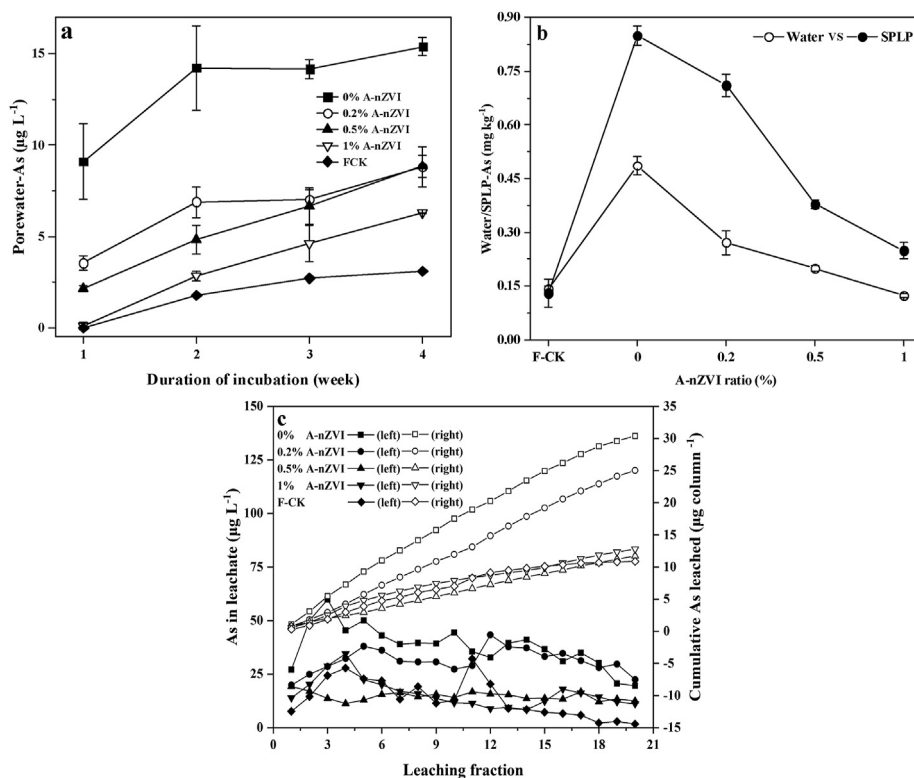 a
15
10
5
0
Porewater-As (µg L-1)
0% A-nZVI
0.2% A-nZVI
0.5% A-nZVI
1% A-nZVI
FCK
1 2 3 4
Duration of incubation (week)
b
Water VS SPLP
0.90
0.75
0.60
0.45
0.30
0.15
0.00
Water/SPLP-As (mg kg-1)
F-CK 0 0.2 0.5 1
A-nZVI ratio (%)
c
150
125
100
75
50
25
0
As in leachate (µg L-1)
0% A-nZVI (left) (right)
0.2% A-nZVI (left) (right)
0.5% A-nZVI (left) (right)
1% A-nZVI (left) (right)
F-CK (left) (right)
35
30
25
20
15
10
5
0
-5
-10
-15
Cumulative As leached (µg column -1)
0 3 6 9 12 15 18 21
Leaching fraction